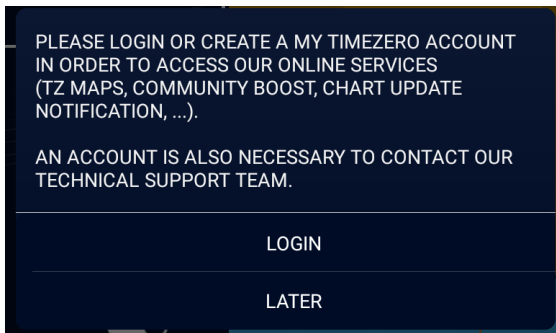 PLEASE LOGIN OR CREATE A MY TIMEZERO ACCOUNT
IN ORDER TO ACCESS OUR ONLINE SERVICES
(TZ MAPS, COMMUNITY BOOST, CHART UPDATE
NOTIFICATION, ...).
AN ACCOUNT IS ALSO NECESSARY TO CONTACT OUR
TECHNICAL SUPPORT TEAM.
LOGIN
LATER